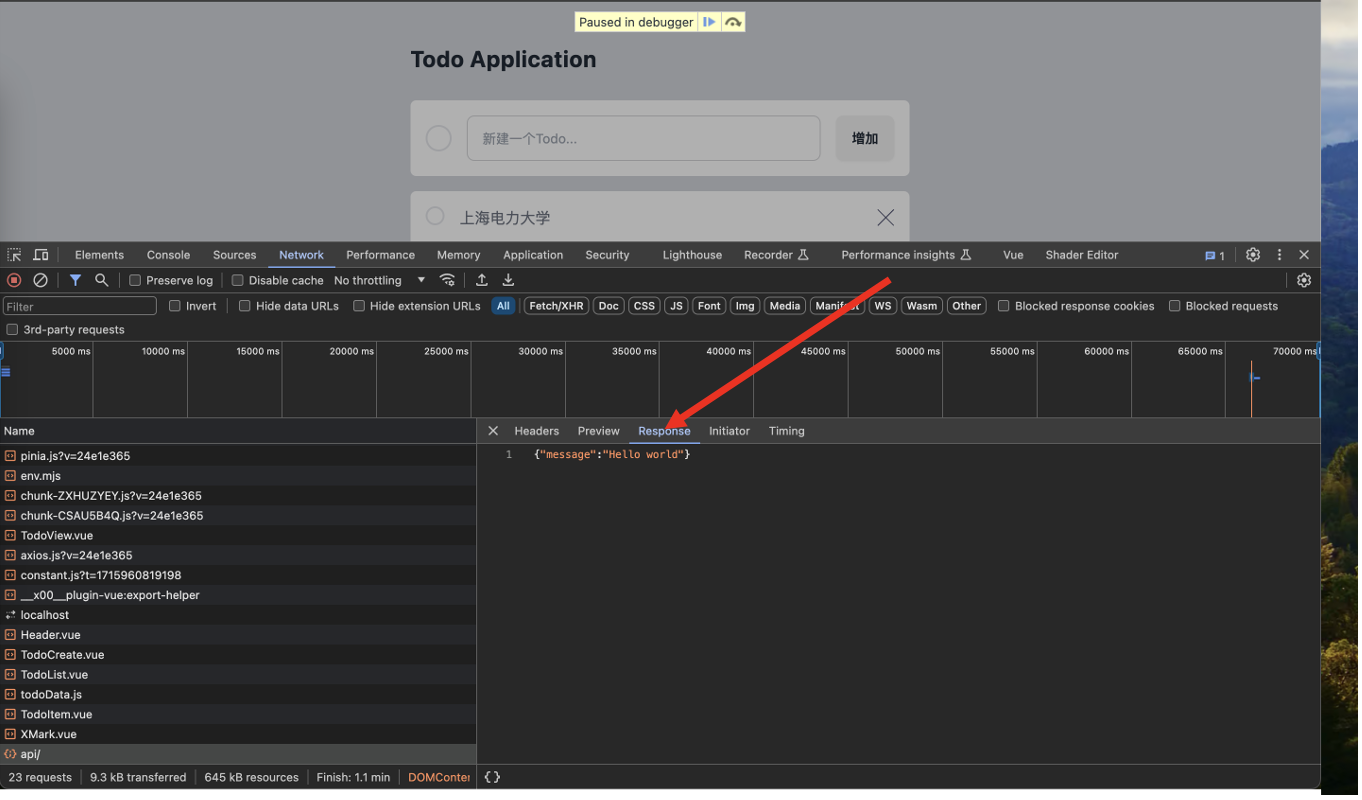 Paused in debugger
Todo Application
新建一个Todo...
增加
上海电力大学
Elements Console Sources Network Performance Memory Application Security Lighthouse Recorder Performance insights Vue Shader Editor 1
Preserve log Disable cache No throttling
Filter Invert Hide data URLs Hide extension URLs All Fetch/XHR Doc CSS JS Font Img Media Manifest WS Wasm Other Blocked response cookies Blocked requests
3rd-party requests
5000 ms 10000 ms 15000 ms 20000 ms 25000 ms 30000 ms 35000 ms 40000 ms 45000 ms 50000 ms 55000 ms 60000 ms 65000 ms 70000 ms
Name
Headers Preview Response Initiator Timing
1 {"message":"Hello world"}
pinia.js?v=24e1e365
env.mjs
chunk-ZXHUZYEY.js?v=24e1e365
chunk-CSAU5B4Q.js?v=24e1e365
TodoView.vue
axios.js?v=24e1e365
constant.js?t=1715960819198
__x00__plugin-vue:export-helper
localhost
Header.vue
TodoCreate.vue
TodoList.vue
todoData.js
TodoItem.vue
XMark.vue
api/
23 requests 9.3 kB transferred 645 kB resources Finish: 1.1 min DOMConter
{}